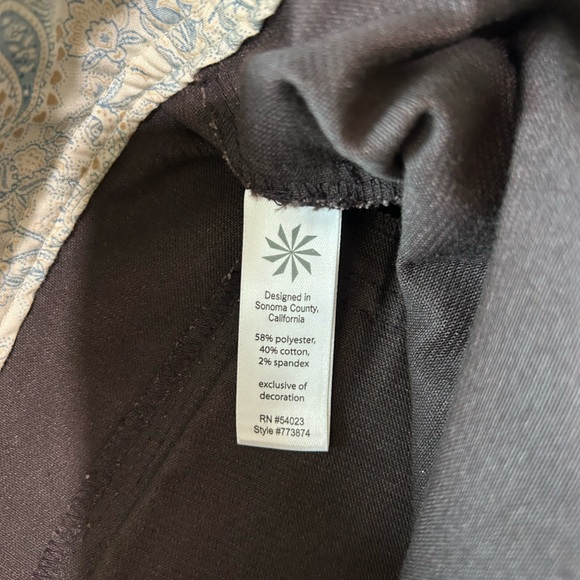 Designed in
Sonoma County,
California
58% polyester,
40% cotton,
2% spandex
exclusive of
decoration
RN #54023
Style #773874